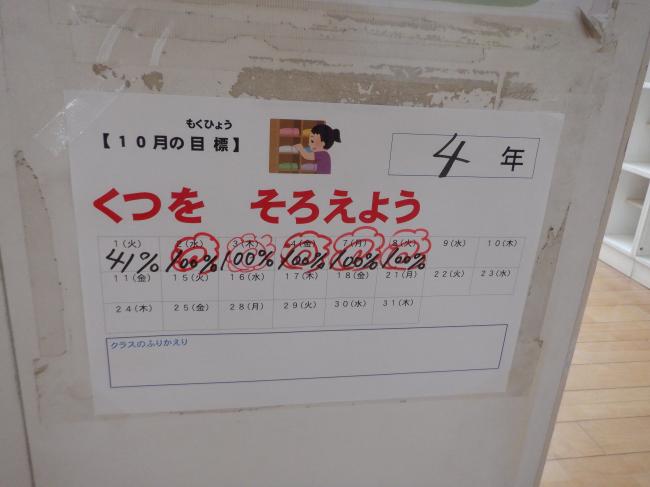 もくひょう
【10月の目標】
4年
くつを そろえよう
1(火) 2(水) 3(木) 4(金) 7(月) 8(火) 9(水) 10(木)
41% 100% 100% 100% 100% 100%
11(金) 15(火) 16(水) 17(木) 18(金) 21(月) 22(火) 23(水)
24(木) 25(金) 28(月) 29(火) 30(水) 31(木)
クラスのふりかえり